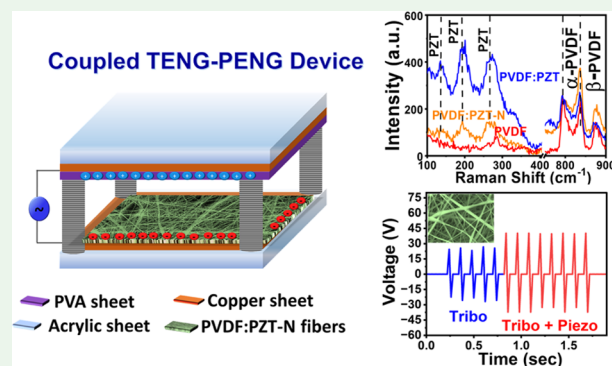 Coupled TENG-PENG Device
~
PVA sheet
Copper sheet
Acrylic sheet
PVDF:PZT-N fibers
Intensity (a.u.)
600
400
200
0
PZT
PZT
PZT
α-PVDF
β-PVDF
PVDF:PZT
PVDF:PZT-N
PVDF
100 200 300 400 800 900
Raman Shift (cm⁻¹)
Voltage (V)
75
60
45
30
15
0
-15
-30
-45
-60
Tribo
Tribo + Piezo
0.0 0.5 1.0 1.5
Time (sec)